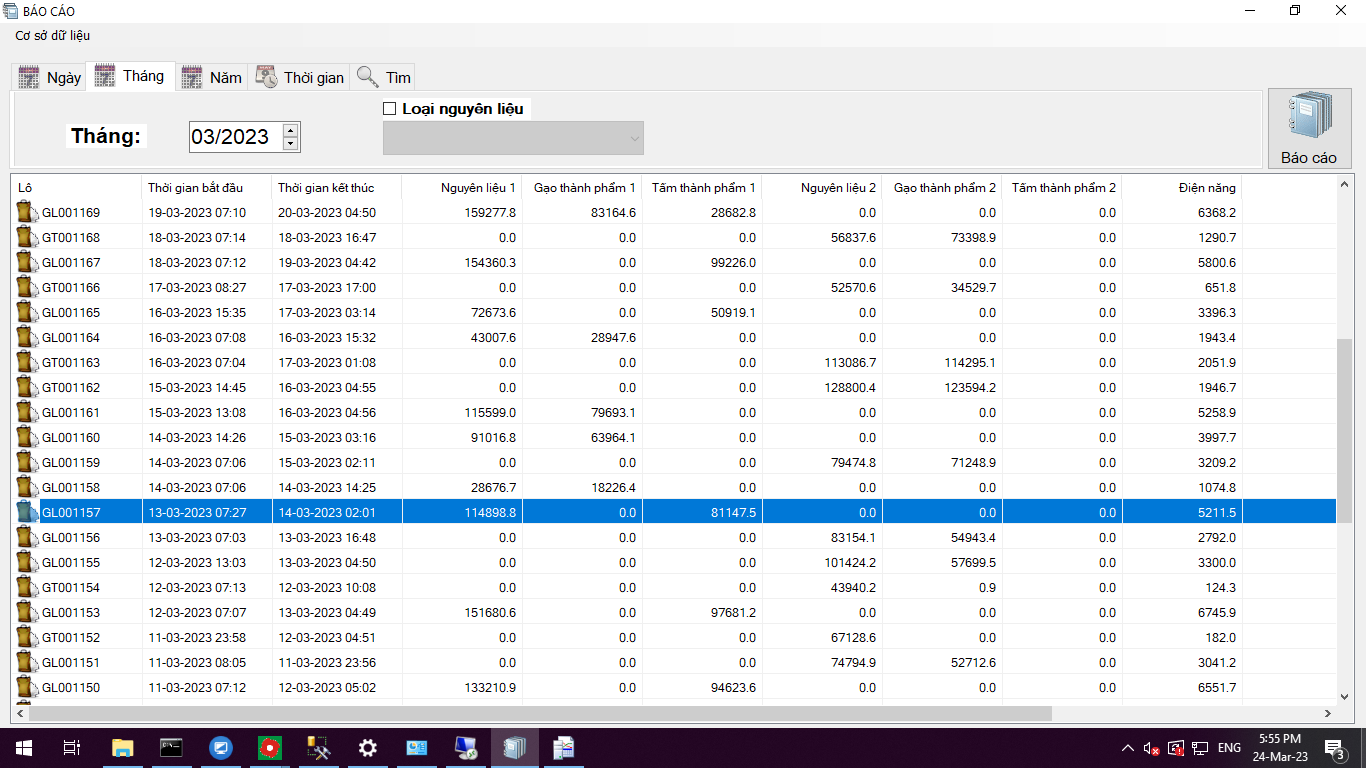 BÁO CÁO
Cơ sở dữ liệu
Ngày Tháng Năm Thời gian Tìm
Loại nguyên liệu
Tháng: 03/2023
Báo cáo
Lô Thời gian bắt đầu Thời gian kết thúc Nguyên liệu 1 Gạo thành phẩm 1 Tấm thành phẩm 1 Nguyên liệu 2 Gạo thành phẩm 2 Tấm thành phẩm 2 Điện năng
GL001169 19-03-2023 07:10 20-03-2023 04:50 159277.8 83164.6 28682.8 0.0 0.0 0.0 6368.2
GT001168 18-03-2023 07:14 18-03-2023 16:47 0.0 0.0 0.0 56837.6 73398.9 0.0 1290.7
GL001167 18-03-2023 07:12 19-03-2023 04:42 154360.3 0.0 99226.0 0.0 0.0 0.0 5800.6
GT001166 17-03-2023 08:27 17-03-2023 17:00 0.0 0.0 0.0 52570.6 34529.7 0.0 651.8
GL001165 16-03-2023 15:35 17-03-2023 03:14 72673.6 0.0 50919.1 0.0 0.0 0.0 3396.3
GL001164 16-03-2023 07:08 16-03-2023 15:32 43007.6 28947.6 0.0 0.0 0.0 0.0 1943.4
GT001163 16-03-2023 07:04 17-03-2023 01:08 0.0 0.0 0.0 113086.7 114295.1 0.0 2051.9
GT001162 15-03-2023 14:45 16-03-2023 04:55 0.0 0.0 0.0 128800.4 123594.2 0.0 1946.7
GL001161 15-03-2023 13:08 16-03-2023 04:56 115599.0 79693.1 0.0 0.0 0.0 0.0 5258.9
GL001160 14-03-2023 14:26 15-03-2023 03:16 91016.8 63964.1 0.0 0.0 0.0 0.0 3997.7
GL001159 14-03-2023 07:06 15-03-2023 02:11 0.0 0.0 0.0 79474.8 71248.9 0.0 3209.2
GL001158 14-03-2023 07:06 14-03-2023 14:25 28676.7 18226.4 0.0 0.0 0.0 0.0 1074.8
GL001157 13-03-2023 07:27 14-03-2023 02:01 114898.8 0.0 81147.5 0.0 0.0 0.0 5211.5
GL001156 13-03-2023 07:03 13-03-2023 16:48 0.0 0.0 0.0 83154.1 54943.4 0.0 2792.0
GL001155 12-03-2023 13:03 13-03-2023 04:50 0.0 0.0 0.0 101424.2 57699.5 0.0 3300.0
GT001154 12-03-2023 07:13 12-03-2023 10:08 0.0 0.0 0.0 43940.2 0.9 0.0 124.3
GL001153 12-03-2023 07:07 13-03-2023 04:49 151680.6 0.0 97681.2 0.0 0.0 0.0 6745.9
GT001152 11-03-2023 23:58 12-03-2023 04:51 0.0 0.0 0.0 67128.6 0.0 0.0 182.0
GL001151 11-03-2023 08:05 11-03-2023 23:56 0.0 0.0 0.0 74794.9 52712.6 0.0 3041.2
GL001150 11-03-2023 07:12 12-03-2023 05:02 133210.9 0.0 94623.6 0.0 0.0 0.0 6551.7
ENG
5:55 PM
24-Mar-23
3